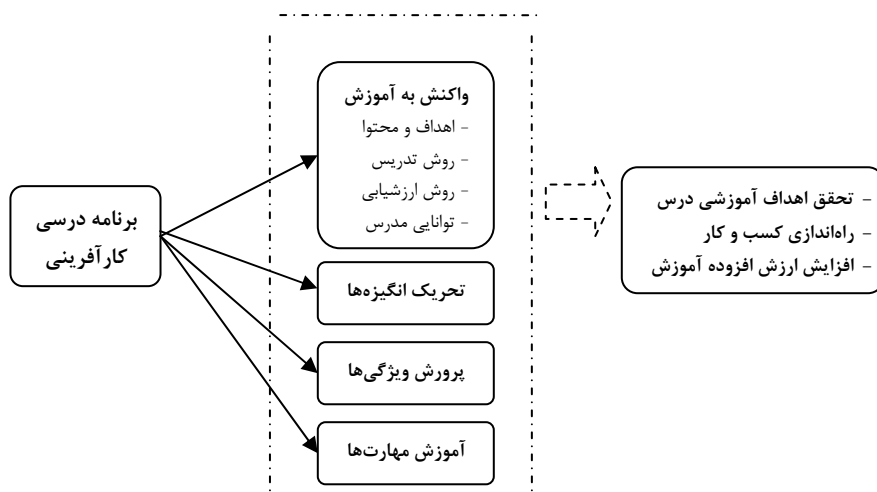 برنامه درسی
کارآفرینی
واکنش به آموزش
- اهداف و محتوا
- روش تدریس
- روش ارزشیابی
- توانایی مدرس
تحریک انگیزه‌ها
پرورش ویژگی‌ها
آموزش مهارت‌ها
- تحقق اهداف آموزشی درس
- راه‌اندازی کسب و کار
- افزایش ارزش افزوده آموزش